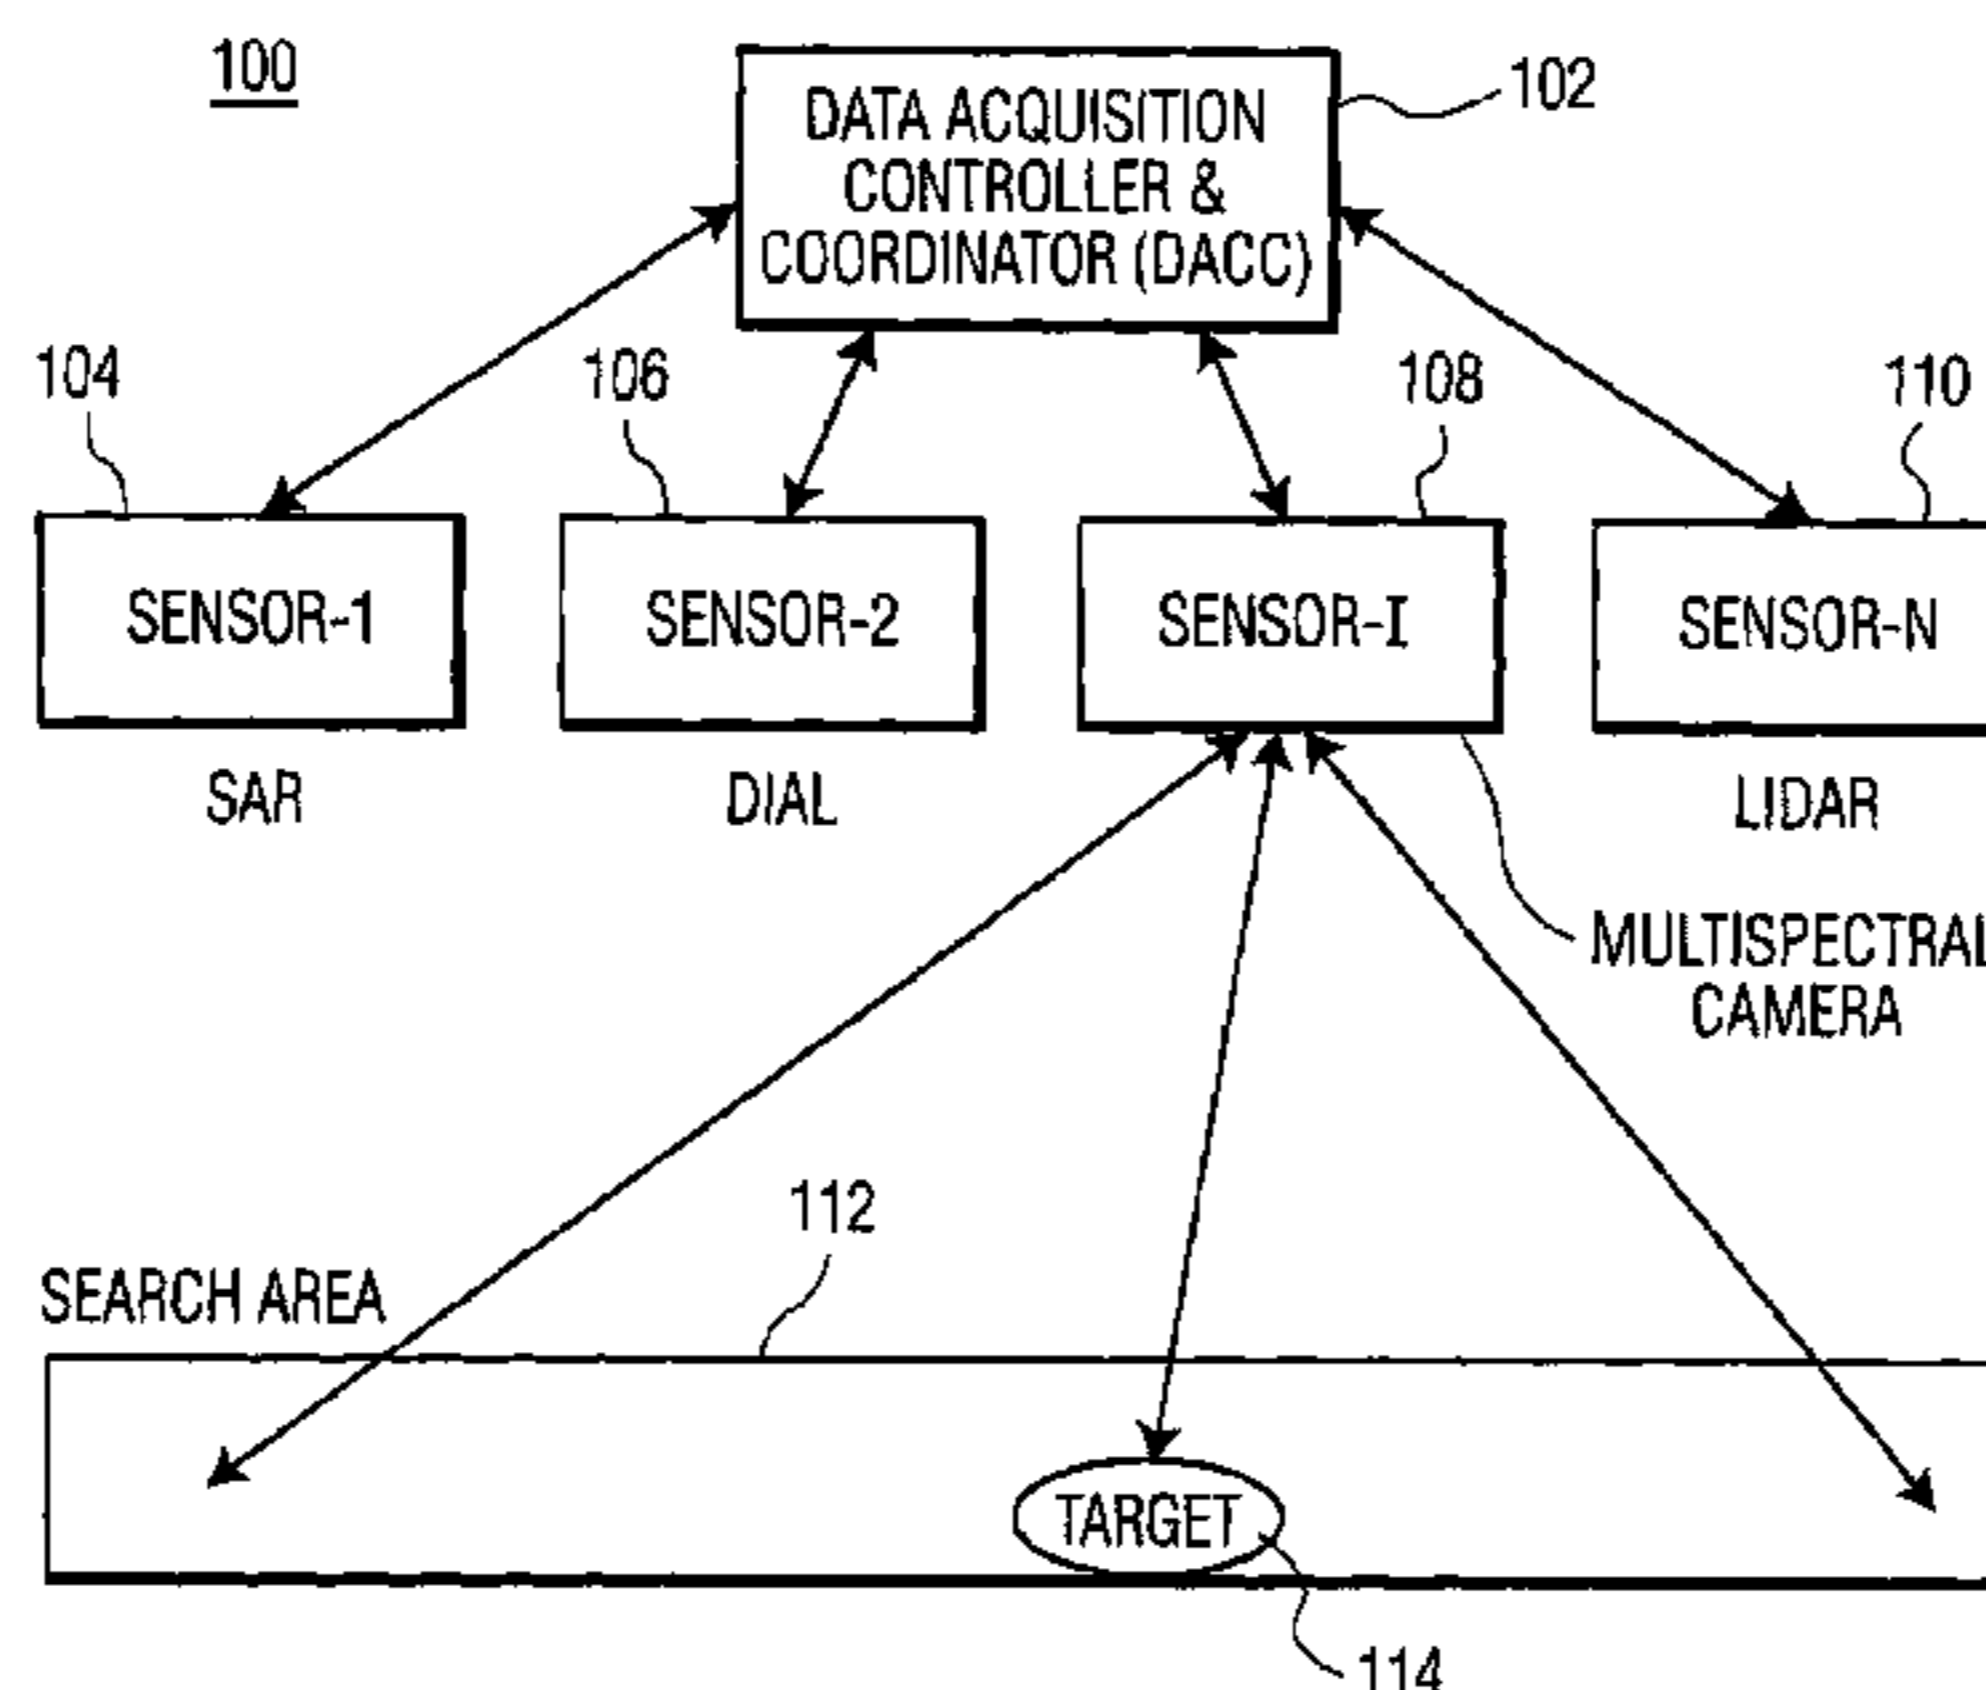 100
DATA ACQUISITION
CONTROLLER &
COORDINATOR (DACC)
102
104
106
108
110
SENSOR-1
SENSOR-2
SENSOR-I
SENSOR-N
SAR
DIAL
LIDAR
MULTISPECTRAL
CAMERA
112
SEARCH AREA
TARGET
114